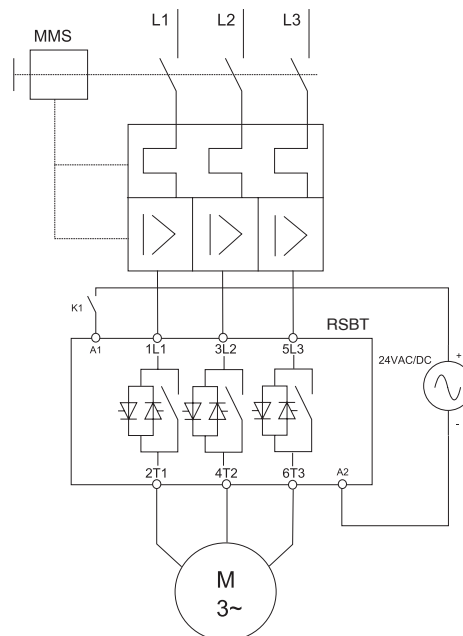 L1 L2 L3
MMS
K1
RSBT
A1 1L1 3L2 5L3
24VAC/DC
+
-
2T1 4T2 6T3 A2
M
3~